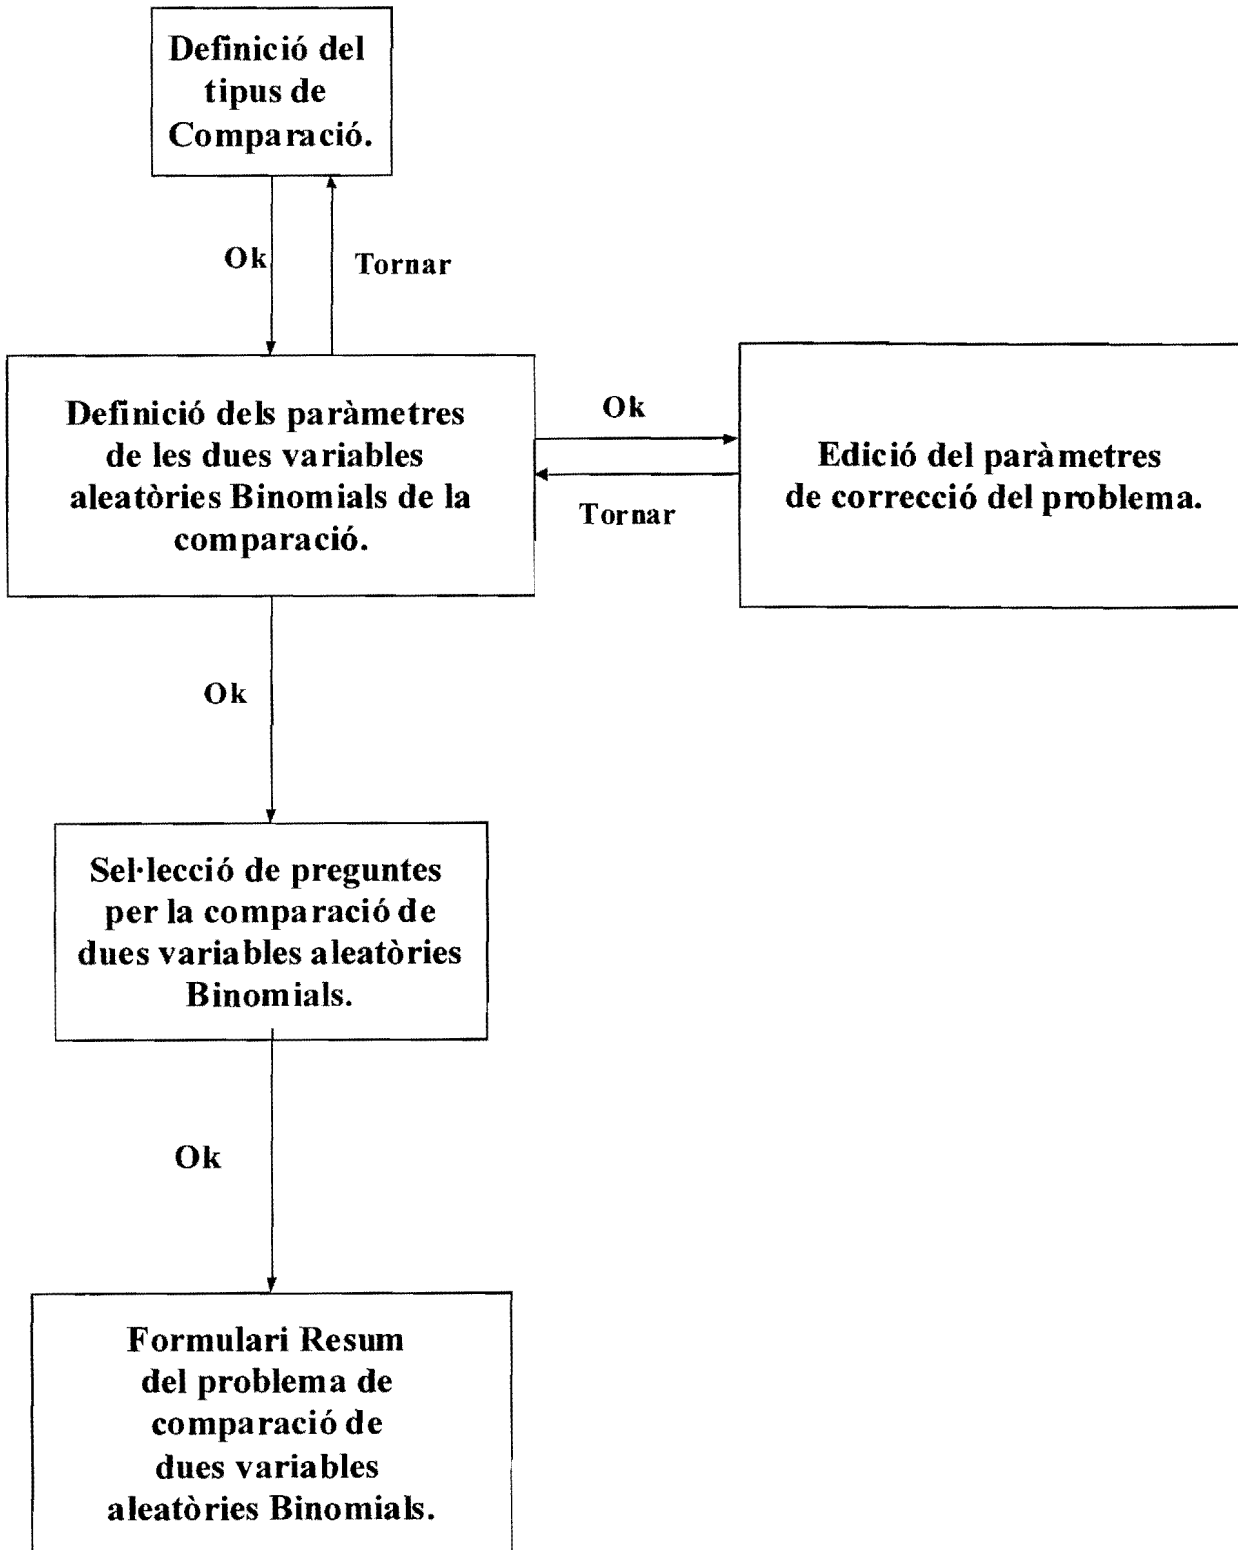 Definició del
tipus de
Comparació.
Ok
Tornar
Definició dels paràmetres
de les dues variables
aleatòries Binomials de la
comparació.
Ok
Tornar
Edició del paràmetres
de correcció del problema.
Ok
Sel·lecció de preguntes
per la comparació de
dues variables aleatòries
Binomials.
Ok
Formulari Resum
del problema de
comparació de
dues variables
aleatòries Binomials.